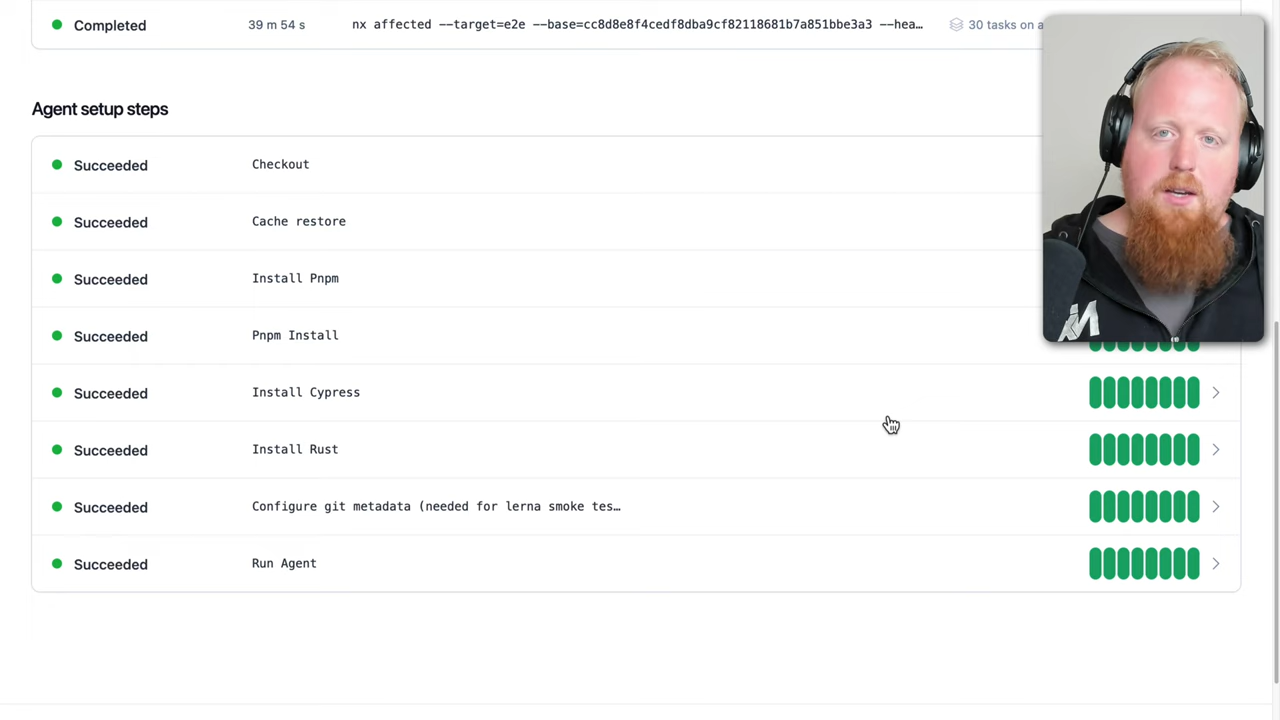 Completed 39 m 54 s nx affected --target=e2e --base=cc8d8e8f4cedf8dba9cf82118681b7a851bbe3a3 --hea… 30 tasks on a
Agent setup steps
Succeeded Checkout
Succeeded Cache restore
Succeeded Install Pnpm
Succeeded Pnpm Install
Succeeded Install Cypress
Succeeded Install Rust
Succeeded Configure git metadata (needed for lerna smoke tes…
Succeeded Run Agent